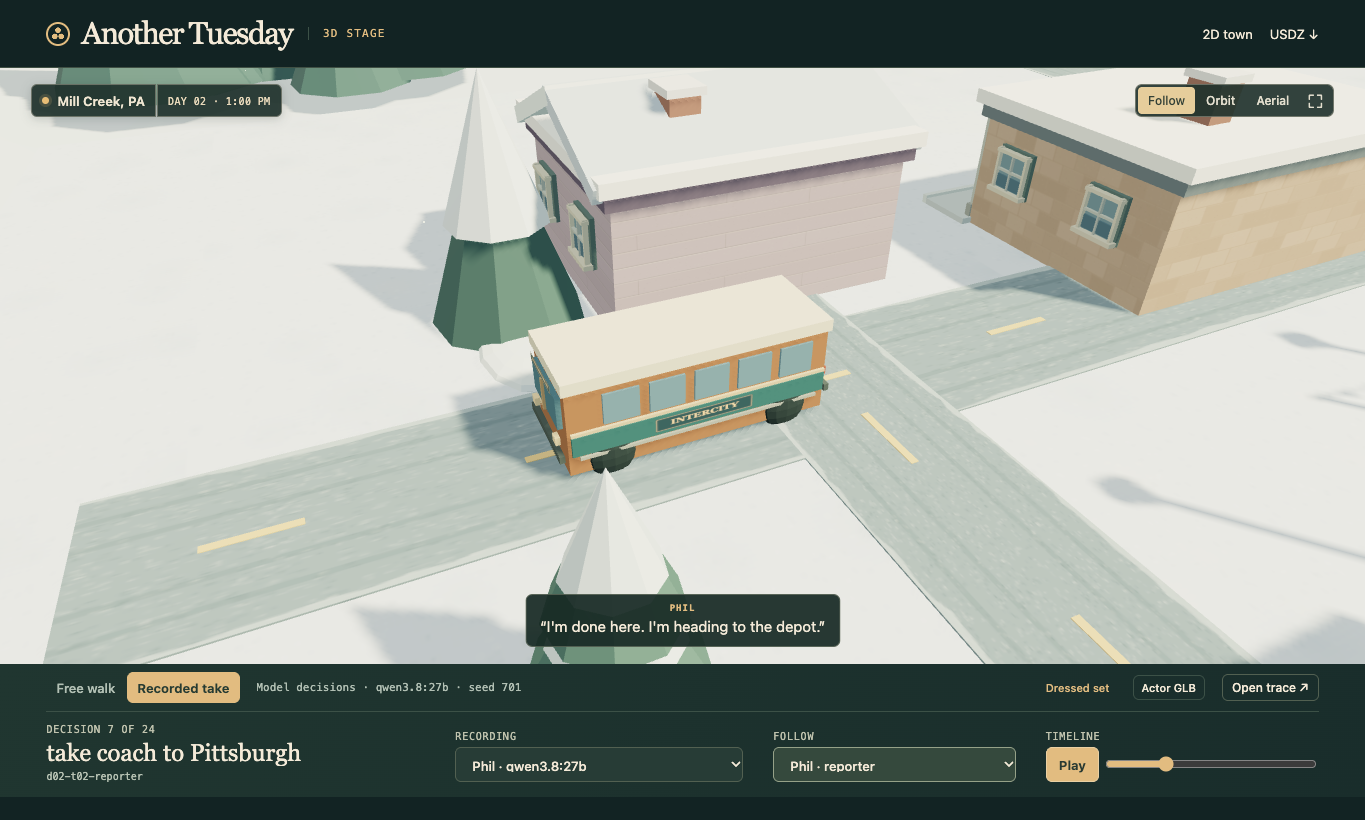 Another Tuesday
3D STAGE
2D town
USDZ ↓
Mill Creek, PA
DAY 02 · 1:00 PM
Follow
Orbit
Aerial
INTERCITY
PHIL
“I'm done here. I'm heading to the depot.”
Free walk
Recorded take
Model decisions · qwen3.8:27b · seed 701
Dressed set
Actor GLB
Open trace ↗
DECISION 7 OF 24
take coach to Pittsburgh
d02-t02-reporter
RECORDING
Phil · qwen3.8:27b
FOLLOW
Phil · reporter
TIMELINE
Play